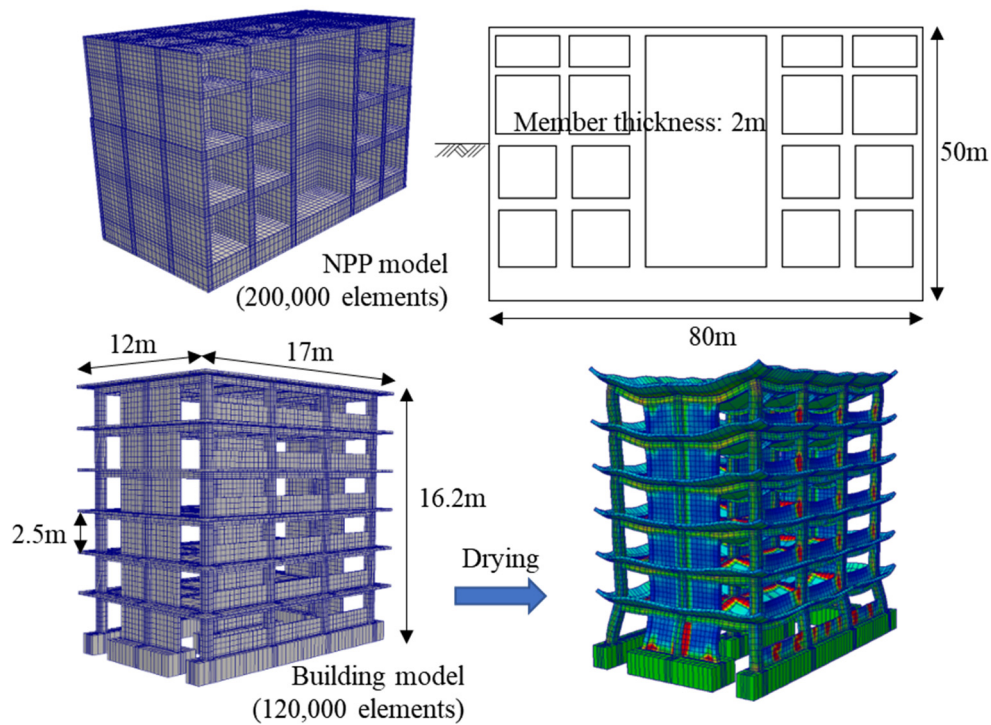 Member thickness: 2m
50m
NPP model
(200,000 elements)
80m
12m
17m
16.2m
2.5m
Drying
Building model
(120,000 elements)